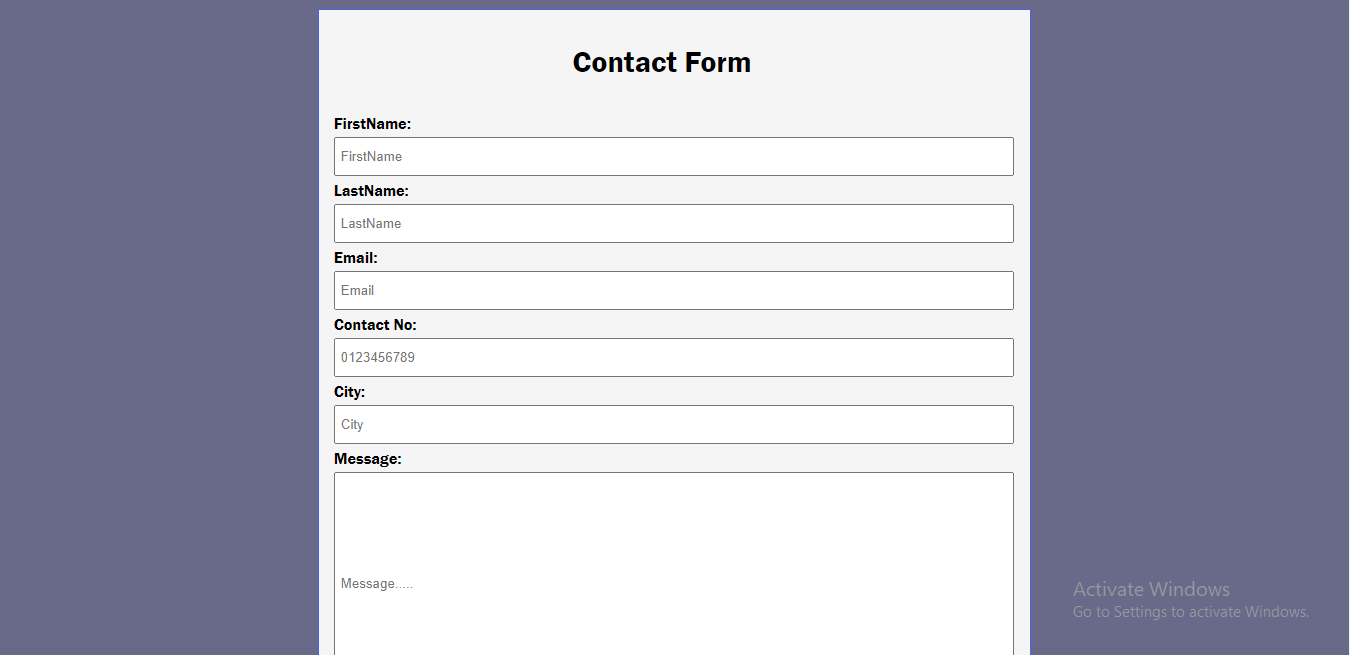 Contact Form
FirstName:
FirstName
LastName:
LastName
Email:
Email
Contact No:
0123456789
City:
City
Message:
Message.....
Activate Windows
Go to Settings to activate Windows.